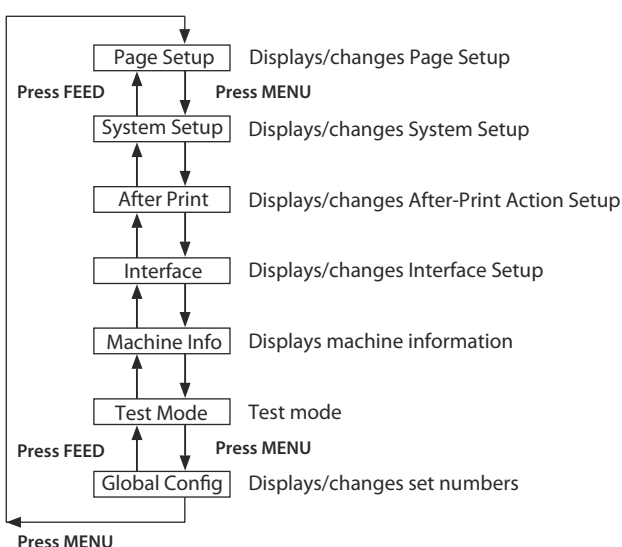 Page Setup Displays/changes Page Setup
Press FEED Press MENU
System Setup Displays/changes System Setup
After Print Displays/changes After-Print Action Setup
Interface Displays/changes Interface Setup
Machine Info Displays machine information
Test Mode Test mode
Press FEED Press MENU
Global Config Displays/changes set numbers
Press MENU